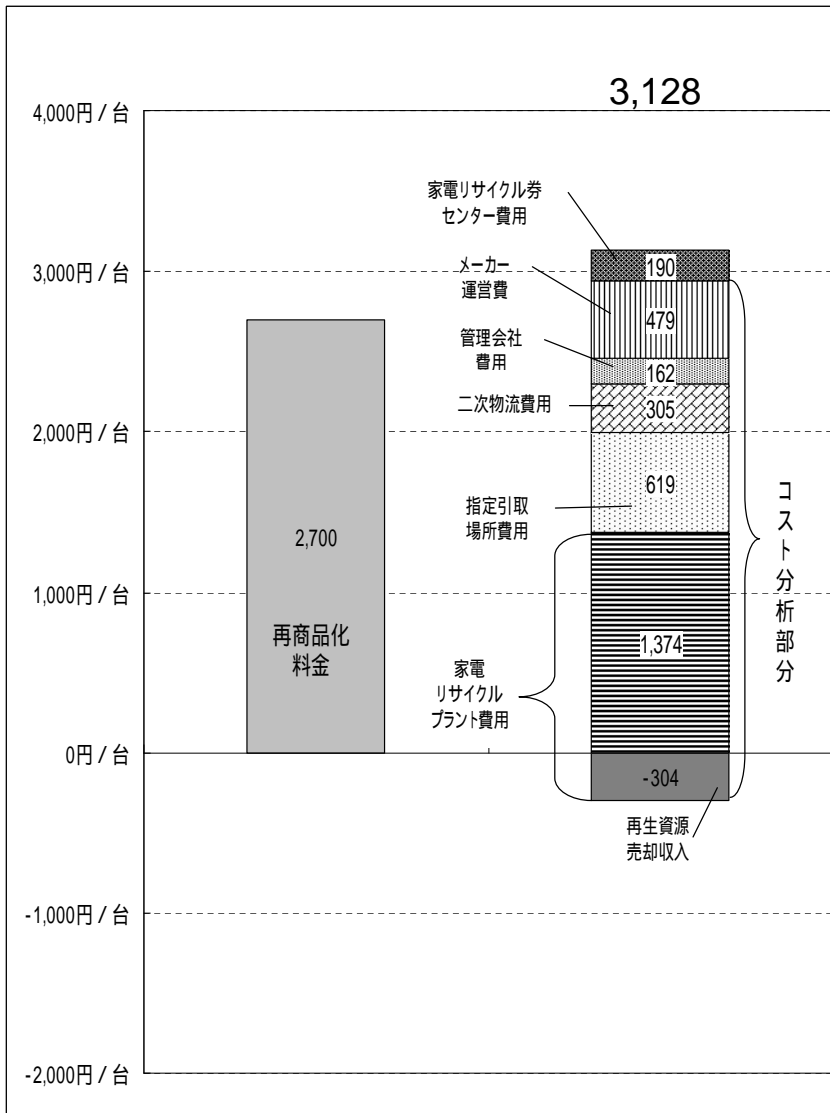 3,128
4,000円 / 台
3,000円 / 台
2,000円 / 台
1,000円 / 台
0円 / 台
-1,000円 / 台
-2,000円 / 台
2,700
再商品化
料金
家電リサイクル券
センター費用
メーカー
運営費
管理会社
費用
二次物流費用
指定引取
場所費用
家電
リサイクル
プラント費用
190
479
162
305
619
1,374
-304
再生資源
売却収入
コスト分析部分